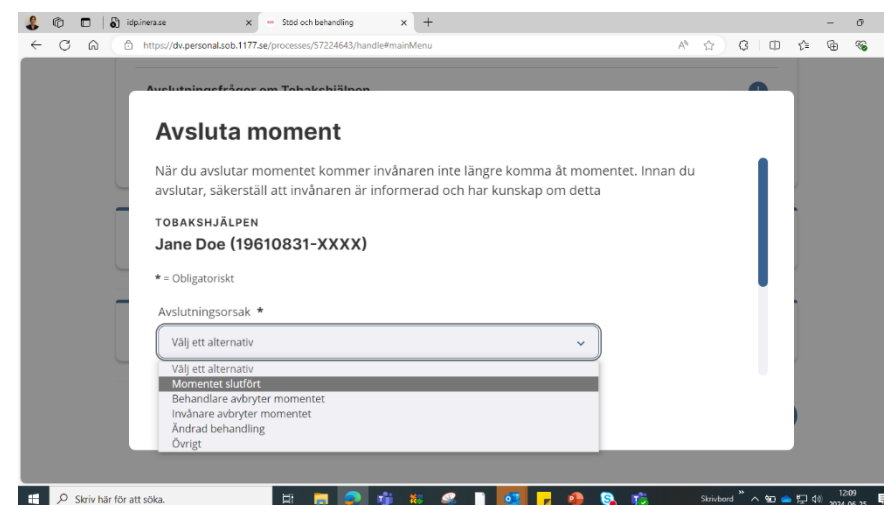 idp.inera.se
Stöd och behandling
https://dv.personal.sob.1177.se/processes/57224643/handle#mainMenu
Avslutningsfrågor om Tobakshjälpen
Avsluta moment
När du avslutar momentet kommer invånaren inte längre komma åt momentet. Innan du
avslutar, säkerställ att invånaren är informerad och har kunskap om detta
TOBAKSHJÄLPEN
Jane Doe (19610831-XXXX)
* = Obligatoriskt
Avslutningsorsak *
Välj ett alternativ
Välj ett alternativ
Momentet slutfört
Behandlare avbryter momentet
Invånare avbryter momentet
Ändrad behandling
Övrigt
Skriv här för att söka.
Skrivbord
12:09
2024-06-25